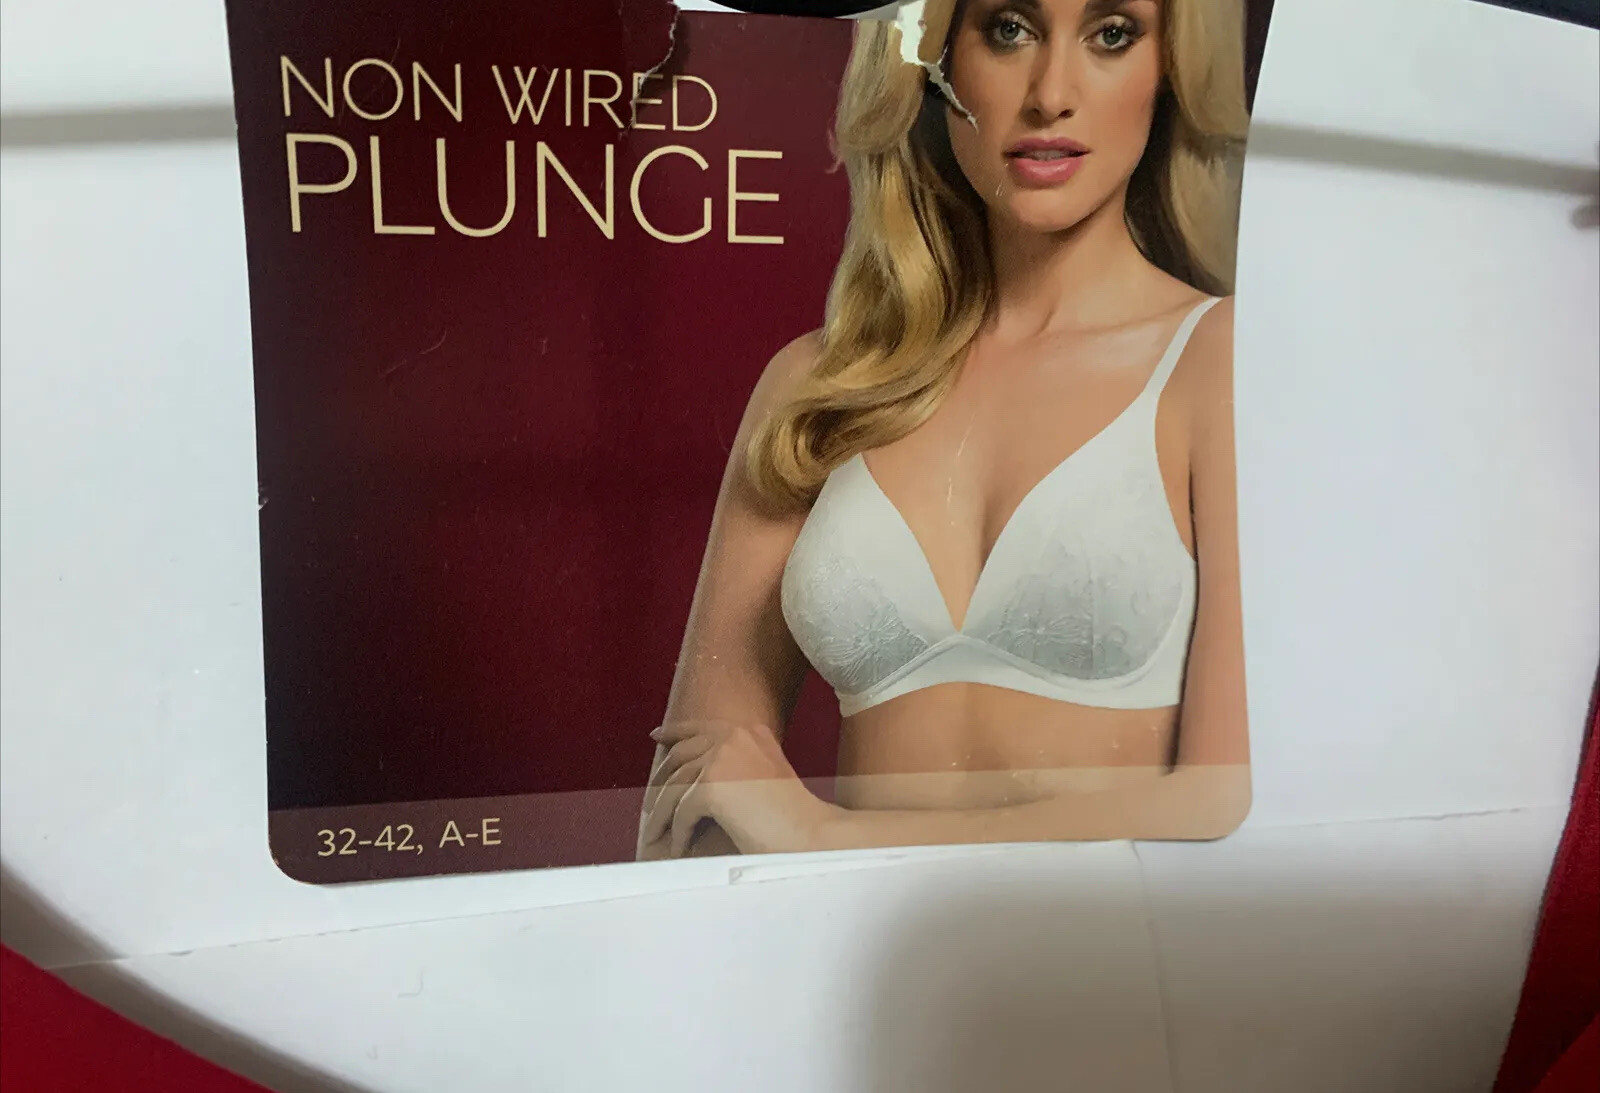 NON WIRED
PLUNGE
32-42, A-E